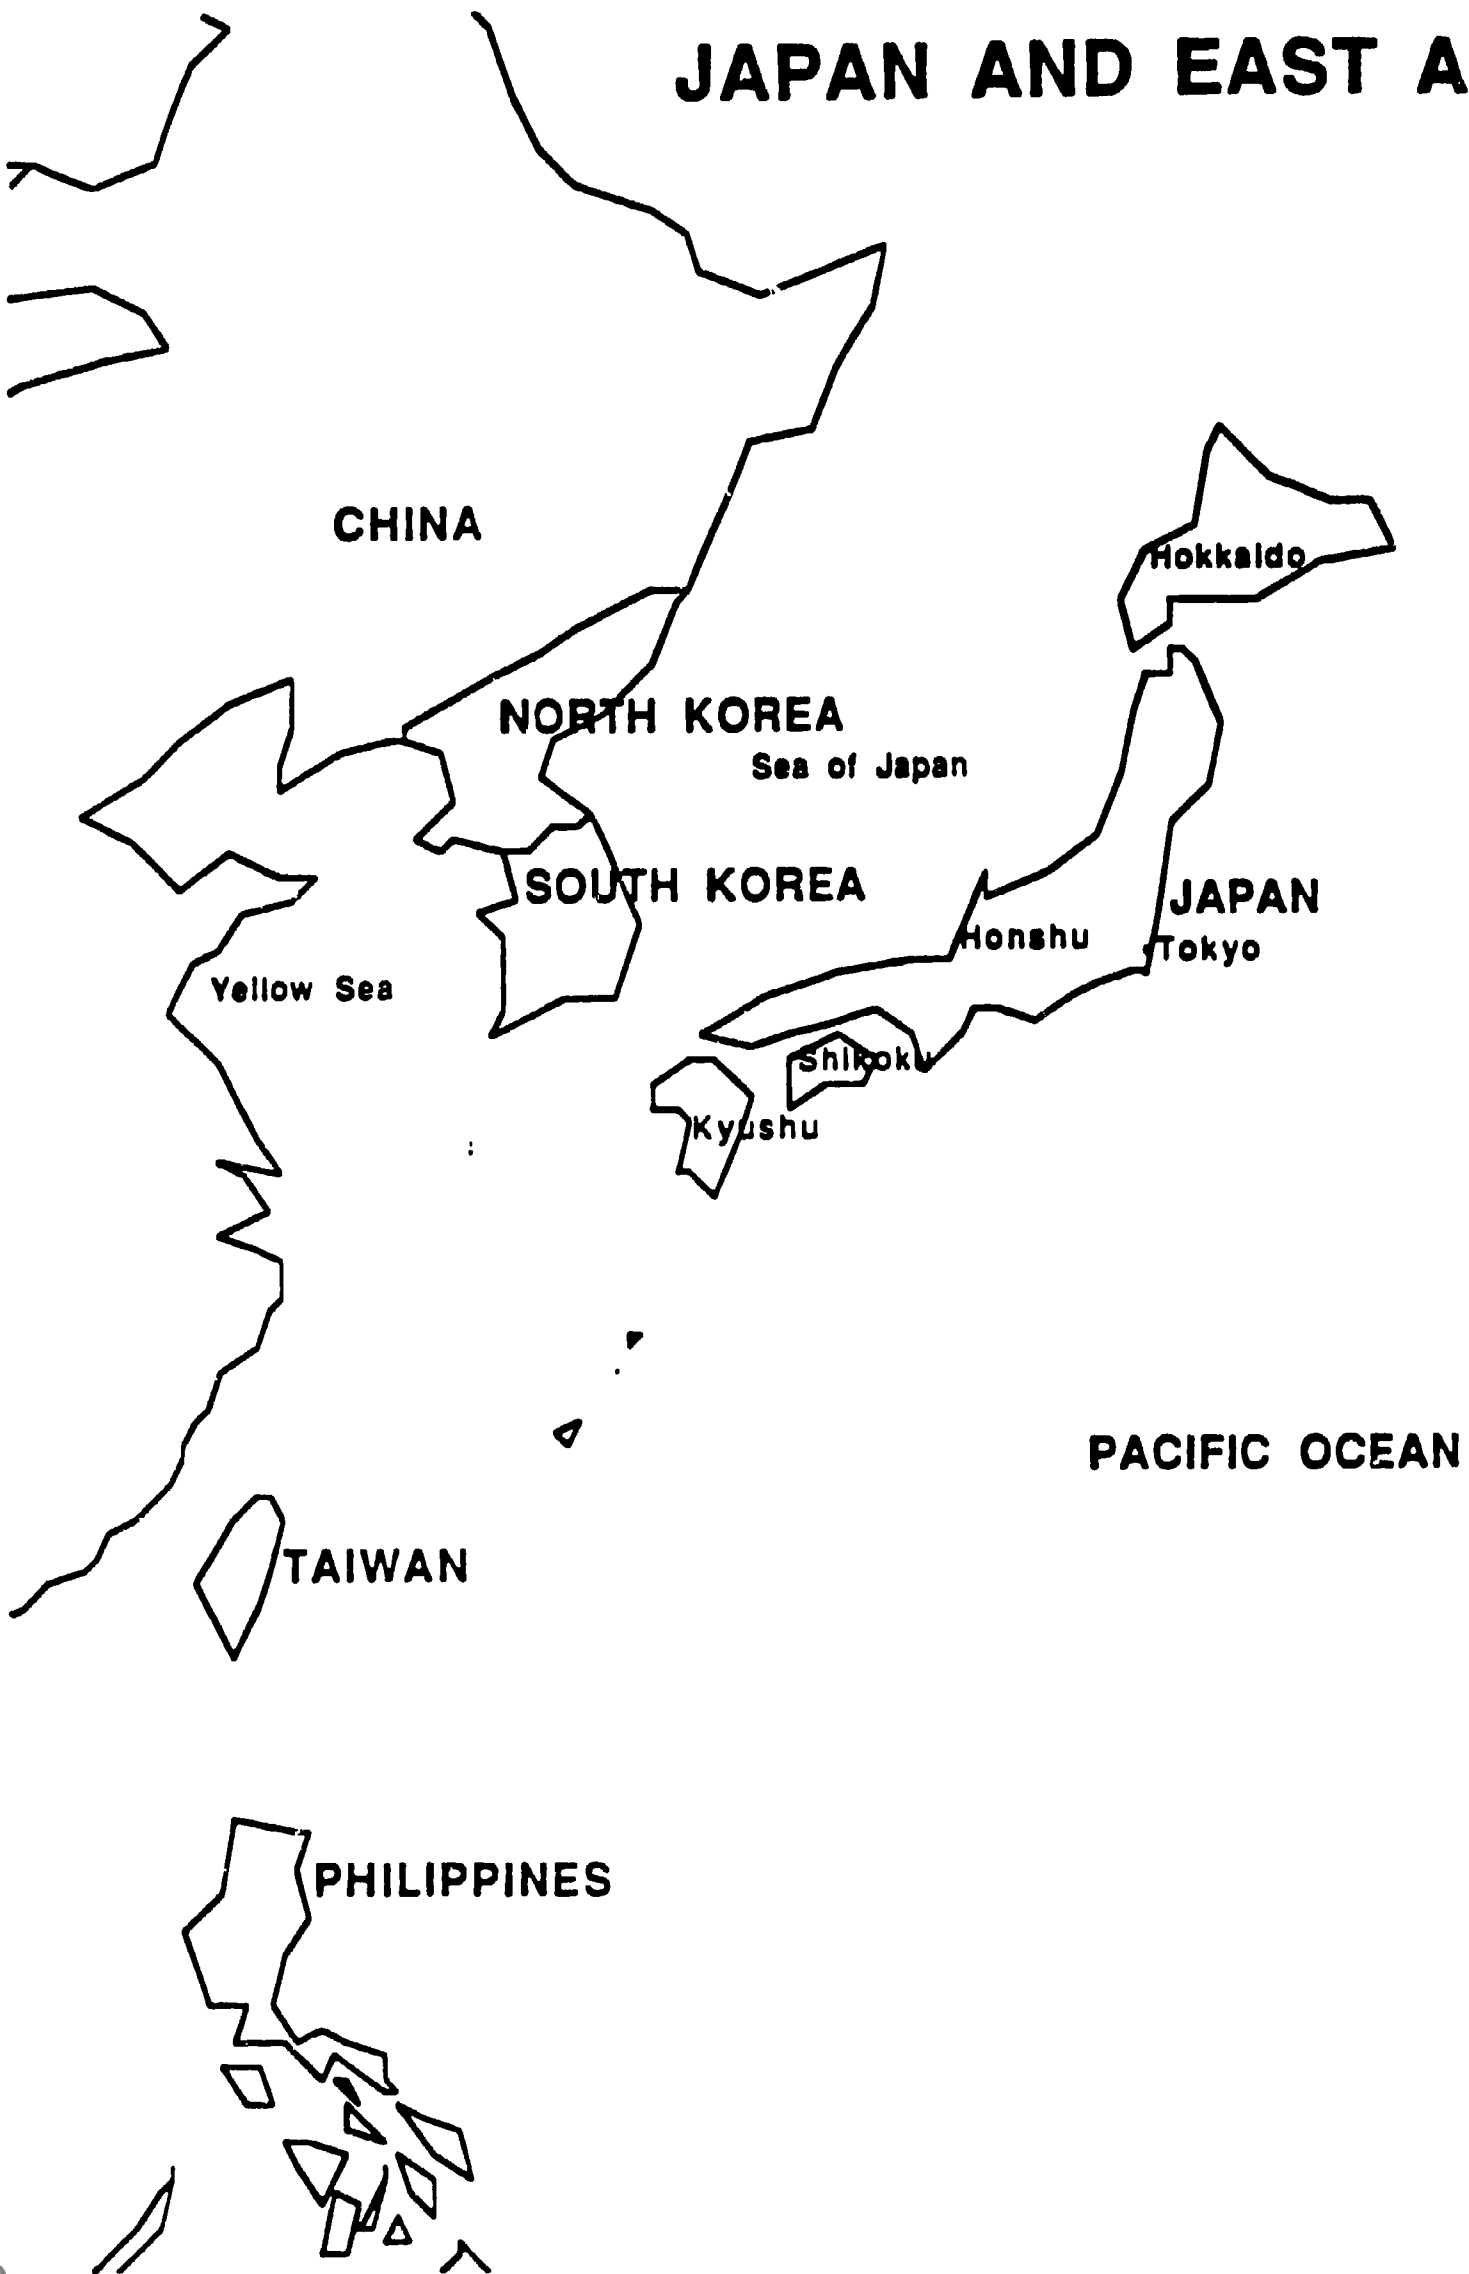 JAPAN AND EAST A
CHINA
Hokkaido
NORTH KOREA
Sea of Japan
SOUTH KOREA
JAPAN
Honshu
Tokyo
Yellow Sea
Shikoku
Kyushu
PACIFIC OCEAN
TAIWAN
PHILIPPINES